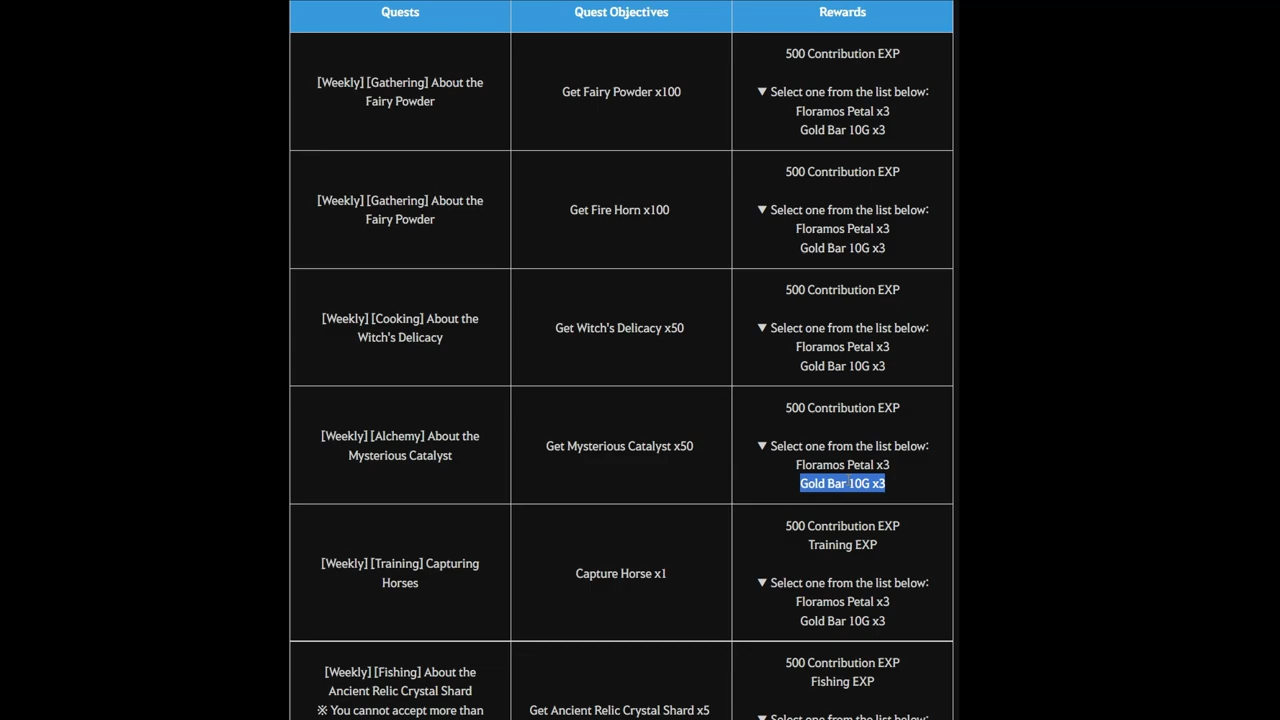 Quests
Quest Objectives
Rewards
[Weekly] [Gathering] About the
Fairy Powder
Get Fairy Powder x100
500 Contribution EXP
▼ Select one from the list below:
Floramos Petal x3
Gold Bar 10G x3
[Weekly] [Gathering] About the
Fairy Powder
Get Fire Horn x100
500 Contribution EXP
▼ Select one from the list below:
Floramos Petal x3
Gold Bar 10G x3
[Weekly] [Cooking] About the
Witch's Delicacy
Get Witch's Delicacy x50
500 Contribution EXP
▼ Select one from the list below:
Floramos Petal x3
Gold Bar 10G x3
[Weekly] [Alchemy] About the
Mysterious Catalyst
Get Mysterious Catalyst x50
500 Contribution EXP
▼ Select one from the list below:
Floramos Petal x3
Gold Bar 10G x3
[Weekly] [Training] Capturing
Horses
Capture Horse x1
500 Contribution EXP
Training EXP
▼ Select one from the list below:
Floramos Petal x3
Gold Bar 10G x3
[Weekly] [Fishing] About the
Ancient Relic Crystal Shard
※ You cannot accept more than
Get Ancient Relic Crystal Shard x5
500 Contribution EXP
Fishing EXP
▼ Select one from the list below: